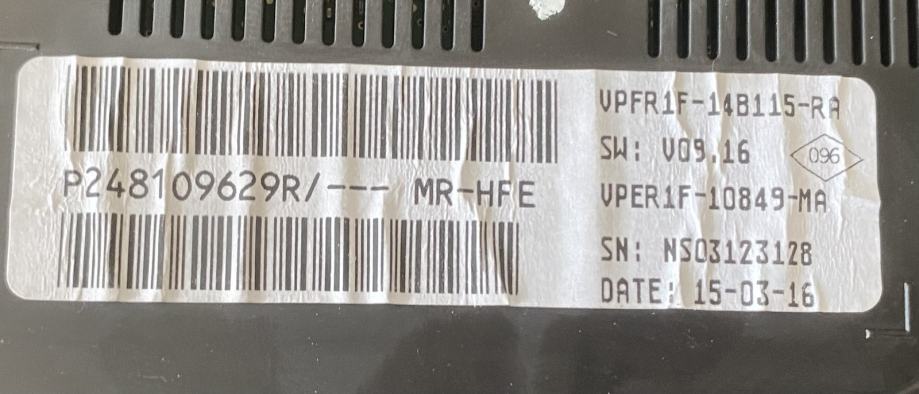 P248109629R/--- MR-HFE
VPFR1F-14B115-RA
SW: V09.16
096
VPER1F-10849-MA
SN: NS03123128
DATE: 15-03-16